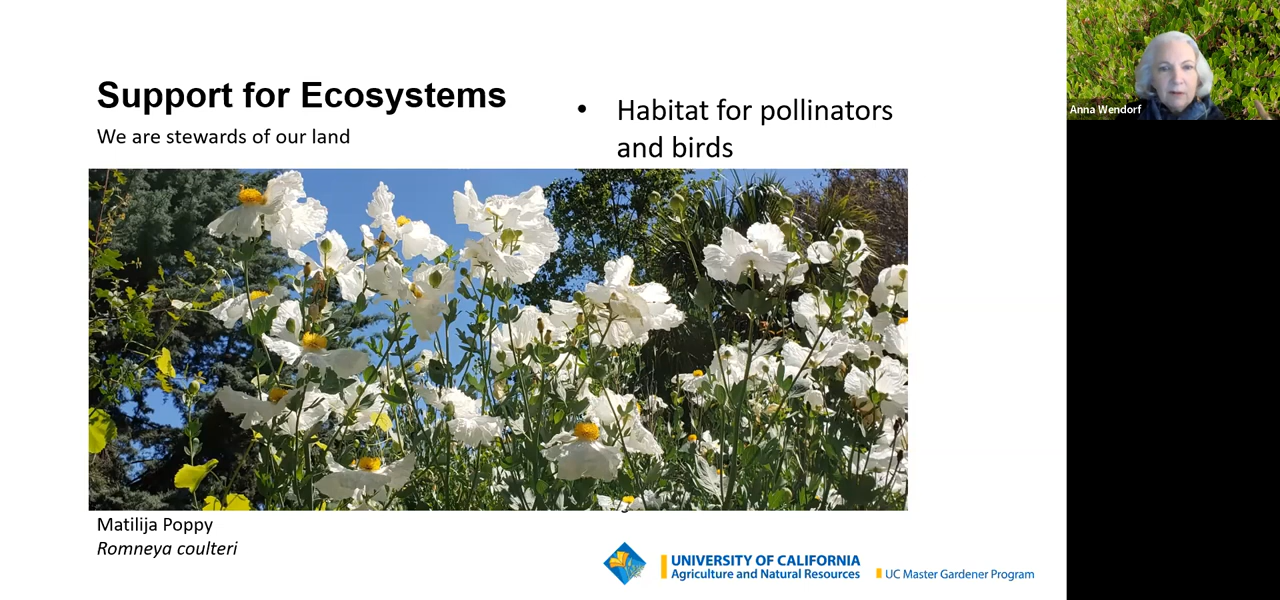 Support for Ecosystems
We are stewards of our land
• Habitat for pollinators
and birds
Anna Wendorf
Matilija Poppy
Romneya coulteri
UNIVERSITY OF CALIFORNIA
Agriculture and Natural Resources
UC Master Gardener Program